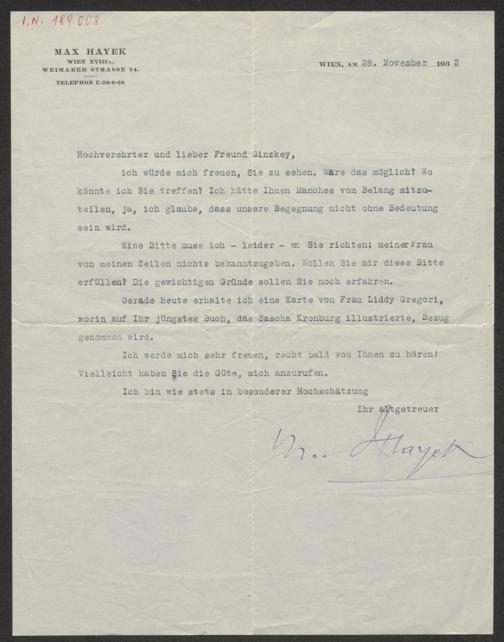 I.N. 189.008
MAX HAYEK
WIEN XVIII/1,
WEIMARER STRASSE 34.
TELEPHON U-29-6-68
WIEN, AM 28. November 1932
Hochverehrter und lieber Freund Ginzkey,
ich würde mich freuen, Sie zu sehen. Wäre das möglich? Wo
könnte ich Sie treffen? Ich hätte Ihnen Manches von Belang mitzu-
teilen, ja, ich glaube, dass unsere Begegnung nicht ohne Bedeutung
sein wird.
Eine Bitte muss ich - leider - an Sie richten: meiner Frau
von meinen Zeilen nichts bekanntzugeben. Wollen Sie mir diese Bitte
erfüllen? Die gewichtigen Gründe sollen Sie noch erfahren.
Gerade heute erhalte ich eine Karte von Frau Liddy Gregori,
worin auf Ihr jüngstes Buch, das Sascha Kronburg illustrierte, Bezug
genommen wird.
Ich werde mich sehr freuen, recht bald von Ihnen zu hören!
Vielleicht haben Sie die Güte, mich anzurufen.
Ich bin wie stets in besonderer Hochschätzung
Ihr altgetreuer
Max Hayek